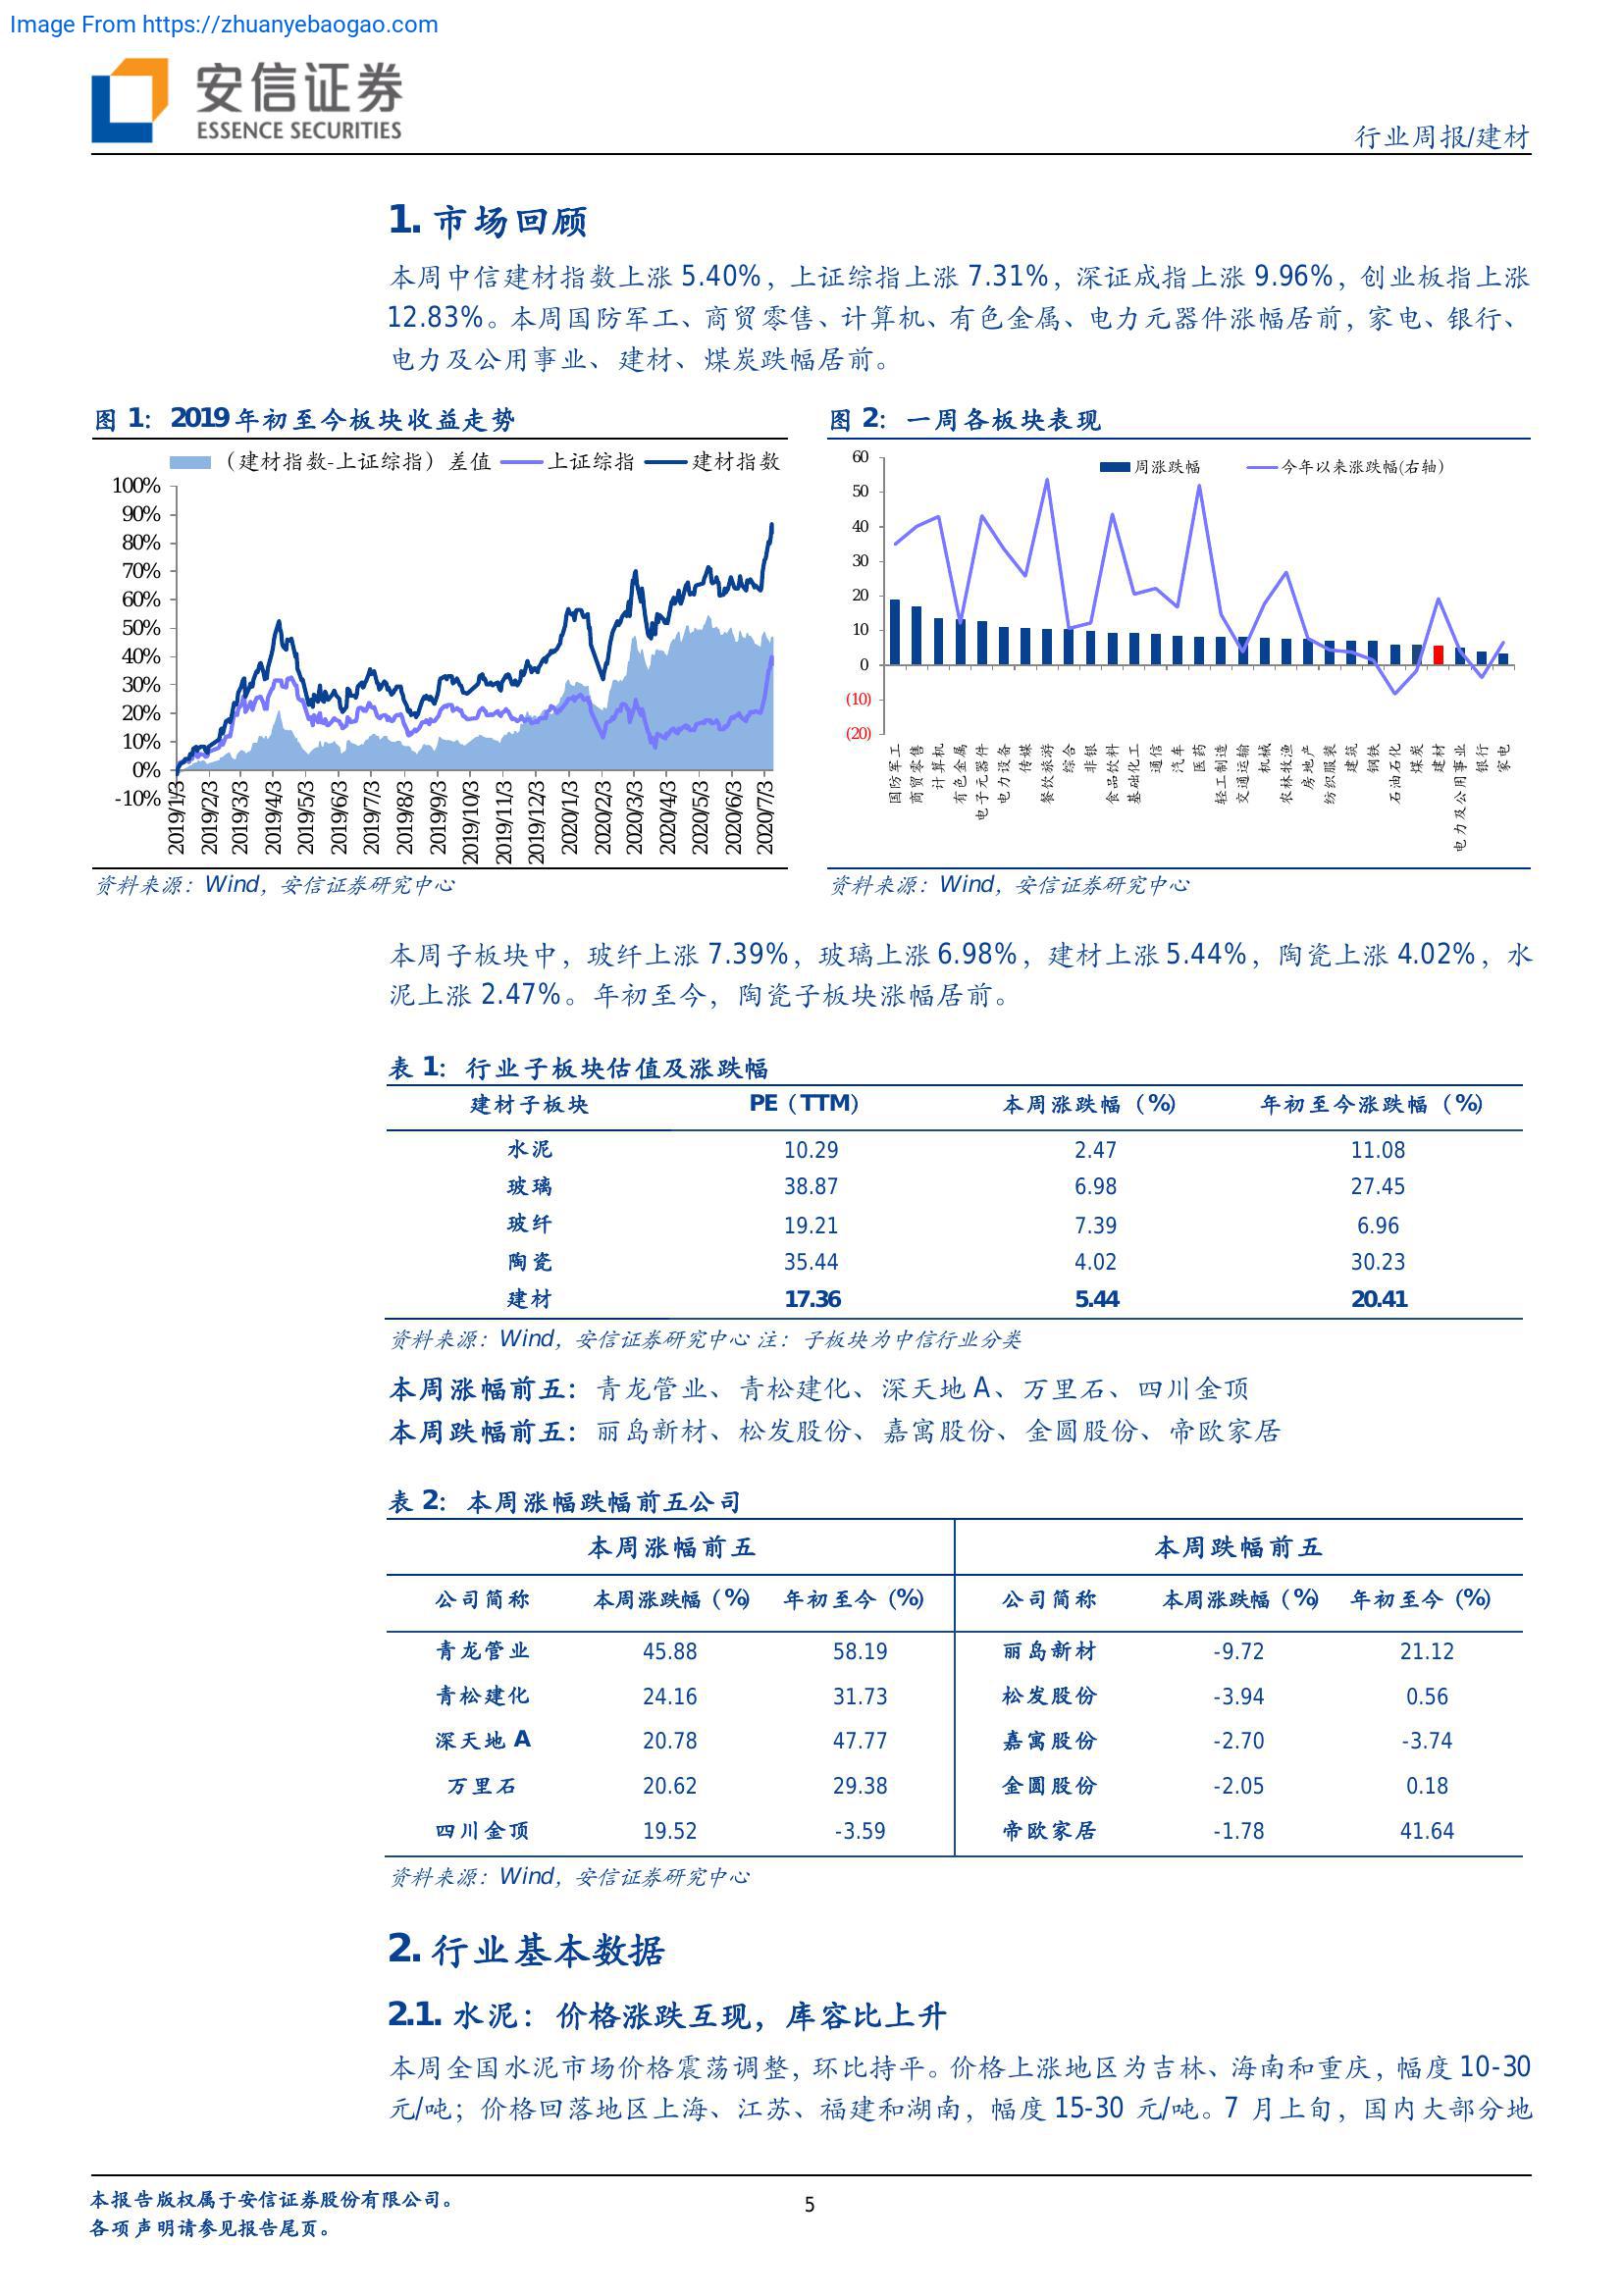 Image From https://zhuanyebaogao.com
安信证券
ESSENCE SECURITIES
行业周报/建材
1. 市场回顾
本周中信建材指数上涨 5.40%，上证综指上涨 7.31%，深证成指上涨 9.96%，创业板指上涨
12.83%。本周国防军工、商贸零售、计算机、有色金属、电力元器件涨幅居前，家电、银行、
电力及公用事业、建材、煤炭跌幅居前。
图 1：2019 年初至今板块收益走势
（建材指数-上证综指）差值 上证综指 建材指数
100%
90%
80%
70%
60%
50%
40%
30%
20%
10%
0%
-10%
2019/1/3 2019/2/3 2019/3/3 2019/4/3 2019/5/3 2019/6/3 2019/7/3 2019/8/3 2019/9/3 2019/10/3 2019/11/3 2019/12/3 2020/1/3 2020/2/3 2020/3/3 2020/4/3 2020/5/3 2020/6/3 2020/7/3
资料来源：Wind，安信证券研究中心
图 2：一周各板块表现
周涨跌幅 今年以来涨跌幅(右轴)
60
50
40
30
20
10
0
(10)
(20)
国防军工 商贸零售 计算机 有色金属 电子元器件 电力设备 传媒 餐饮旅游 综合 非银 食品饮料 基础化工 通信 汽车 医药 轻工制造 交通运输 机械 农林牧渔 房地产 纺织服装 建筑 钢铁 石油石化 煤炭 建材 电力及公用事业 银行 家电
资料来源：Wind，安信证券研究中心
本周子板块中，玻纤上涨 7.39%，玻璃上涨 6.98%，建材上涨 5.44%，陶瓷上涨 4.02%，水
泥上涨 2.47%。年初至今，陶瓷子板块涨幅居前。
表 1：行业子板块估值及涨跌幅
建材子板块 PE（TTM） 本周涨跌幅（%） 年初至今涨跌幅（%）
水泥 10.29 2.47 11.08
玻璃 38.87 6.98 27.45
玻纤 19.21 7.39 6.96
陶瓷 35.44 4.02 30.23
建材 17.36 5.44 20.41
资料来源：Wind，安信证券研究中心 注：子板块为中信行业分类
本周涨幅前五：青龙管业、青松建化、深天地 A、万里石、四川金顶
本周跌幅前五：丽岛新材、松发股份、嘉寓股份、金圆股份、帝欧家居
表 2：本周涨幅跌幅前五公司
本周涨幅前五 本周跌幅前五
公司简称 本周涨跌幅（%） 年初至今（%） 公司简称 本周涨跌幅（%） 年初至今（%）
青龙管业 45.88 58.19 丽岛新材 -9.72 21.12
青松建化 24.16 31.73 松发股份 -3.94 0.56
深天地 A 20.78 47.77 嘉寓股份 -2.70 -3.74
万里石 20.62 29.38 金圆股份 -2.05 0.18
四川金顶 19.52 -3.59 帝欧家居 -1.78 41.64
资料来源：Wind，安信证券研究中心
2. 行业基本数据
2.1. 水泥：价格涨跌互现，库容比上升
本周全国水泥市场价格震荡调整，环比持平。价格上涨地区为吉林、海南和重庆，幅度 10-30
元/吨；价格回落地区上海、江苏、福建和湖南，幅度 15-30 元/吨。7 月上旬，国内大部分地
本报告版权属于安信证券股份有限公司。
各项声明请参见报告尾页。
5